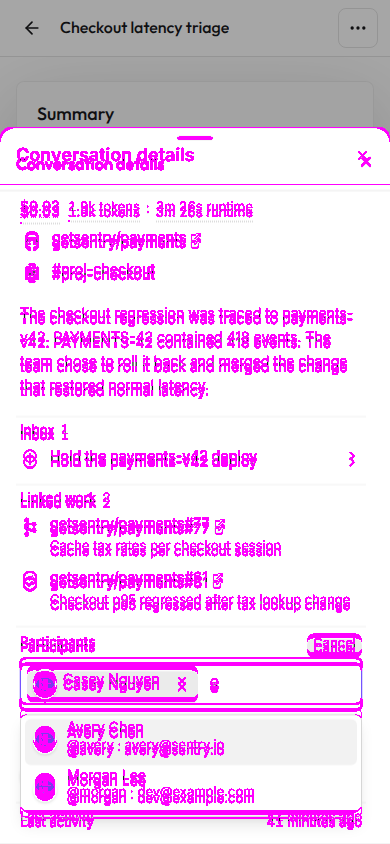 Checkout latency triage
Summary
Conversation details
$0.03 1.9k tokens · 3m 26s runtime
getsentry/payments
#proj-checkout
The checkout regression was traced to payments-
v42. PAYMENTS-42 contained 418 events. The
team chose to roll it back and merged the change
that restored normal latency.
Inbox 1
Hold the payments-v42 deploy
Linked work 2
getsentry/payments#77
Cache tax rates per checkout session
getsentry/payments#81
Checkout p95 regressed after tax lookup change
Participants Cancel
Casey Nguyen
Avery Chen
@avery · avery@sentry.io
Morgan Lee
@morgan · dev@example.com
Last activity 41 minutes ago